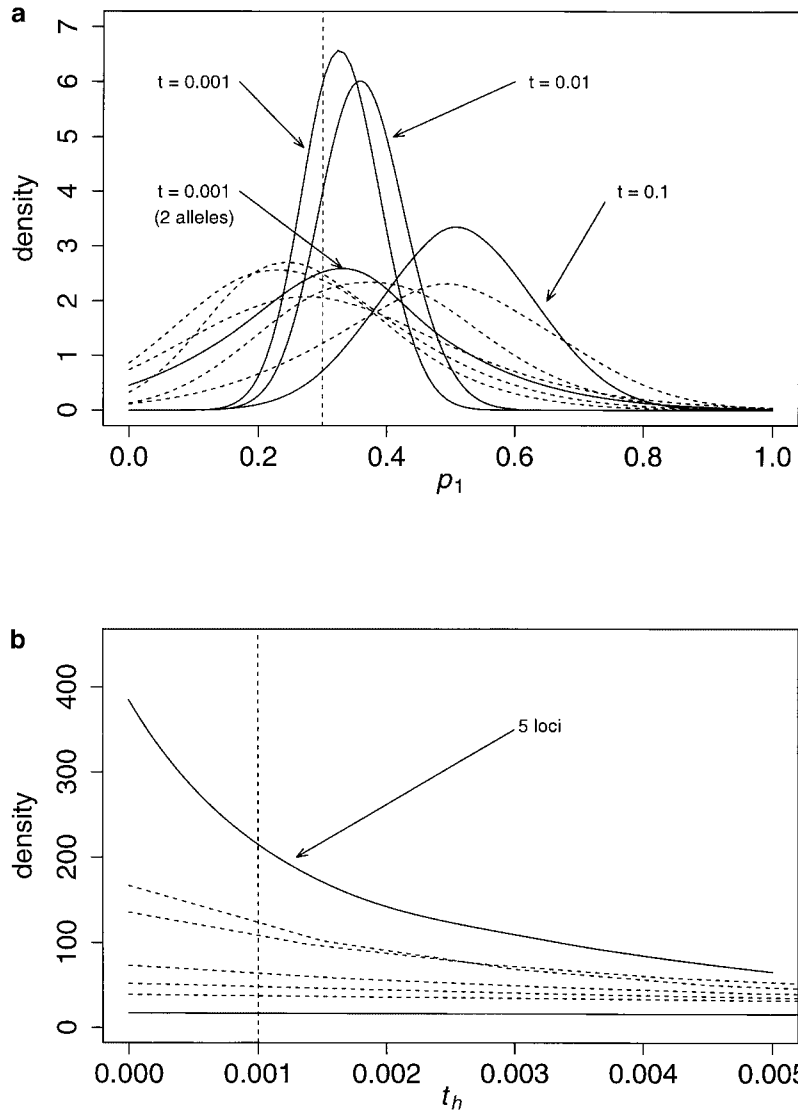 a
7
6
5
4
3
2
1
0
density
t = 0.001
t = 0.01
t = 0.001
(2 alleles)
t = 0.1
0.0 0.2 0.4 0.6 0.8 1.0
p1
b
400
300
200
100
0
density
5 loci
0.000 0.001 0.002 0.003 0.004 0.005
th